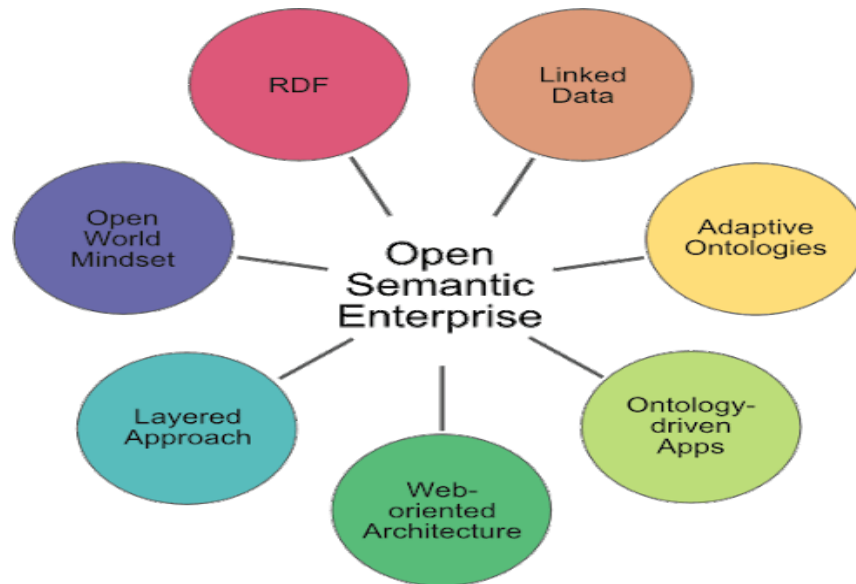 RDF
Linked
Data
Open
World
Mindset
Adaptive
Ontologies
Open
Semantic
Enterprise
Layered
Approach
Ontology-
driven
Apps
Web-
oriented
Architecture